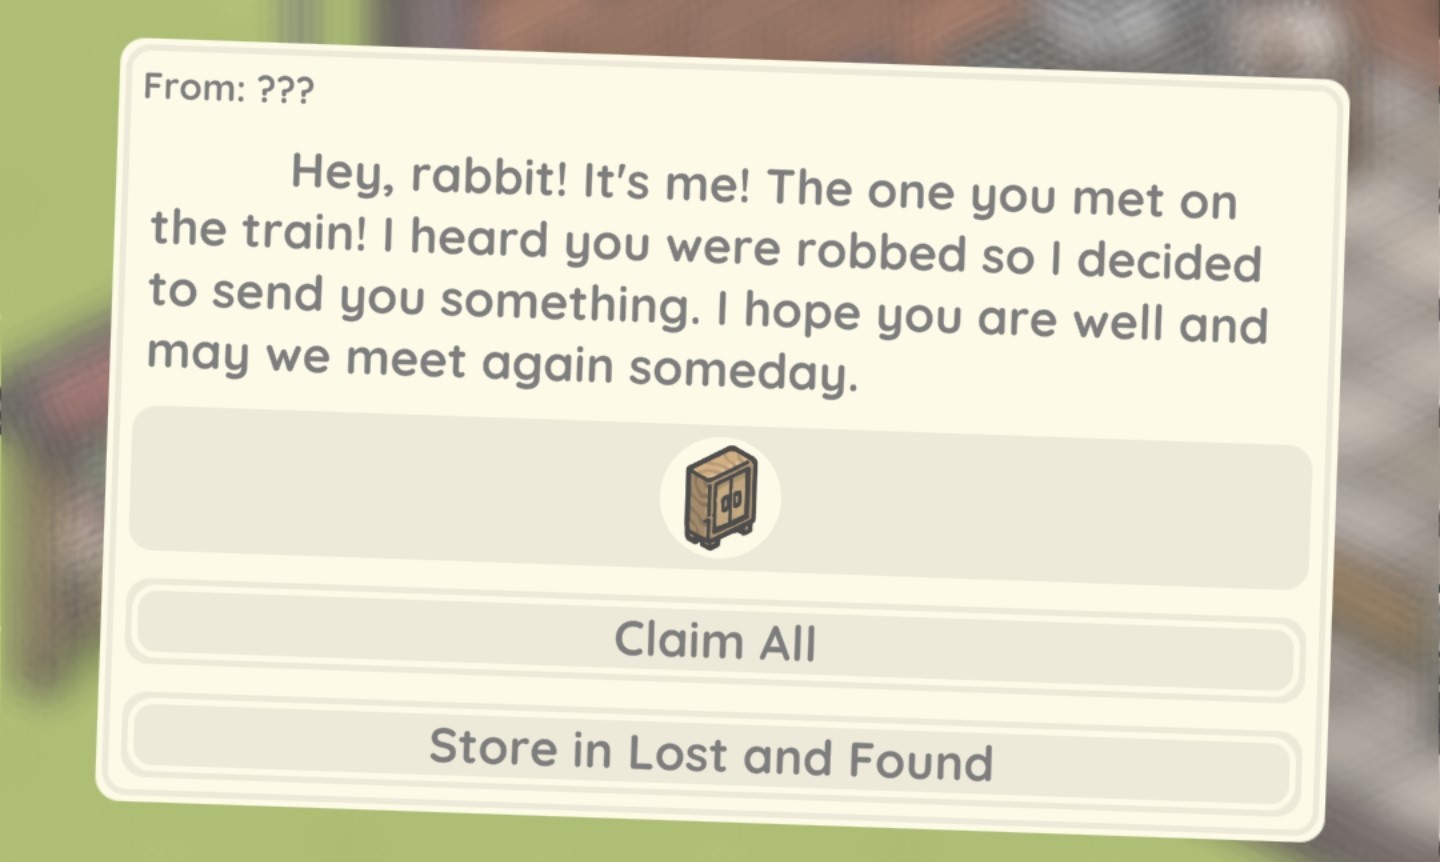 From: ???
Hey, rabbit! It's me! The one you met on
the train! I heard you were robbed so I decided
to send you something. I hope you are well and
may we meet again someday.
Claim All
Store in Lost and Found